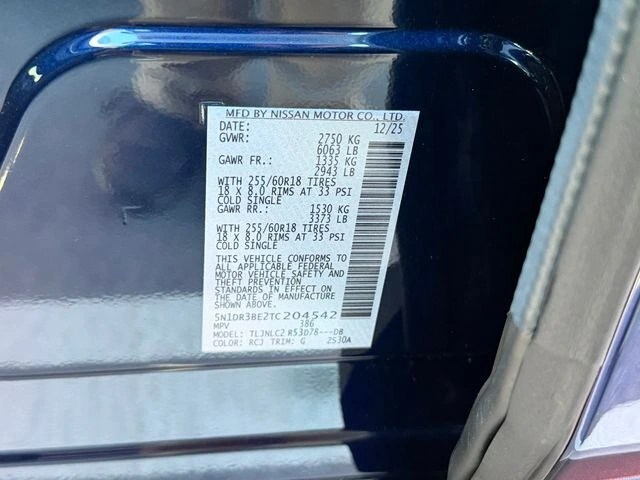 MFD BY NISSAN MOTOR CO., LTD.
DATE: 12/25
GVWR: 2750 KG
6063 LB
GAWR FR.: 1335 KG
2943 LB
WITH 255/60R18 TIRES
18 X 8.0 RIMS AT 33 PSI
COLD SINGLE
GAWR RR.: 1530 KG
3373 LB
WITH 255/60R18 TIRES
18 X 8.0 RIMS AT 33 PSI
COLD SINGLE
THIS VEHICLE CONFORMS TO
ALL APPLICABLE FEDERAL
MOTOR VEHICLE SAFETY AND
THEFT PREVENTION
STANDARDS IN EFFECT ON
THE DATE OF MANUFACTURE
SHOWN ABOVE.
5N1DR3BE2TC204542
MPV 386
MODEL: TLJNLC2 R53D78---DB
COLOR: RCJ TRIM: G ZS30A